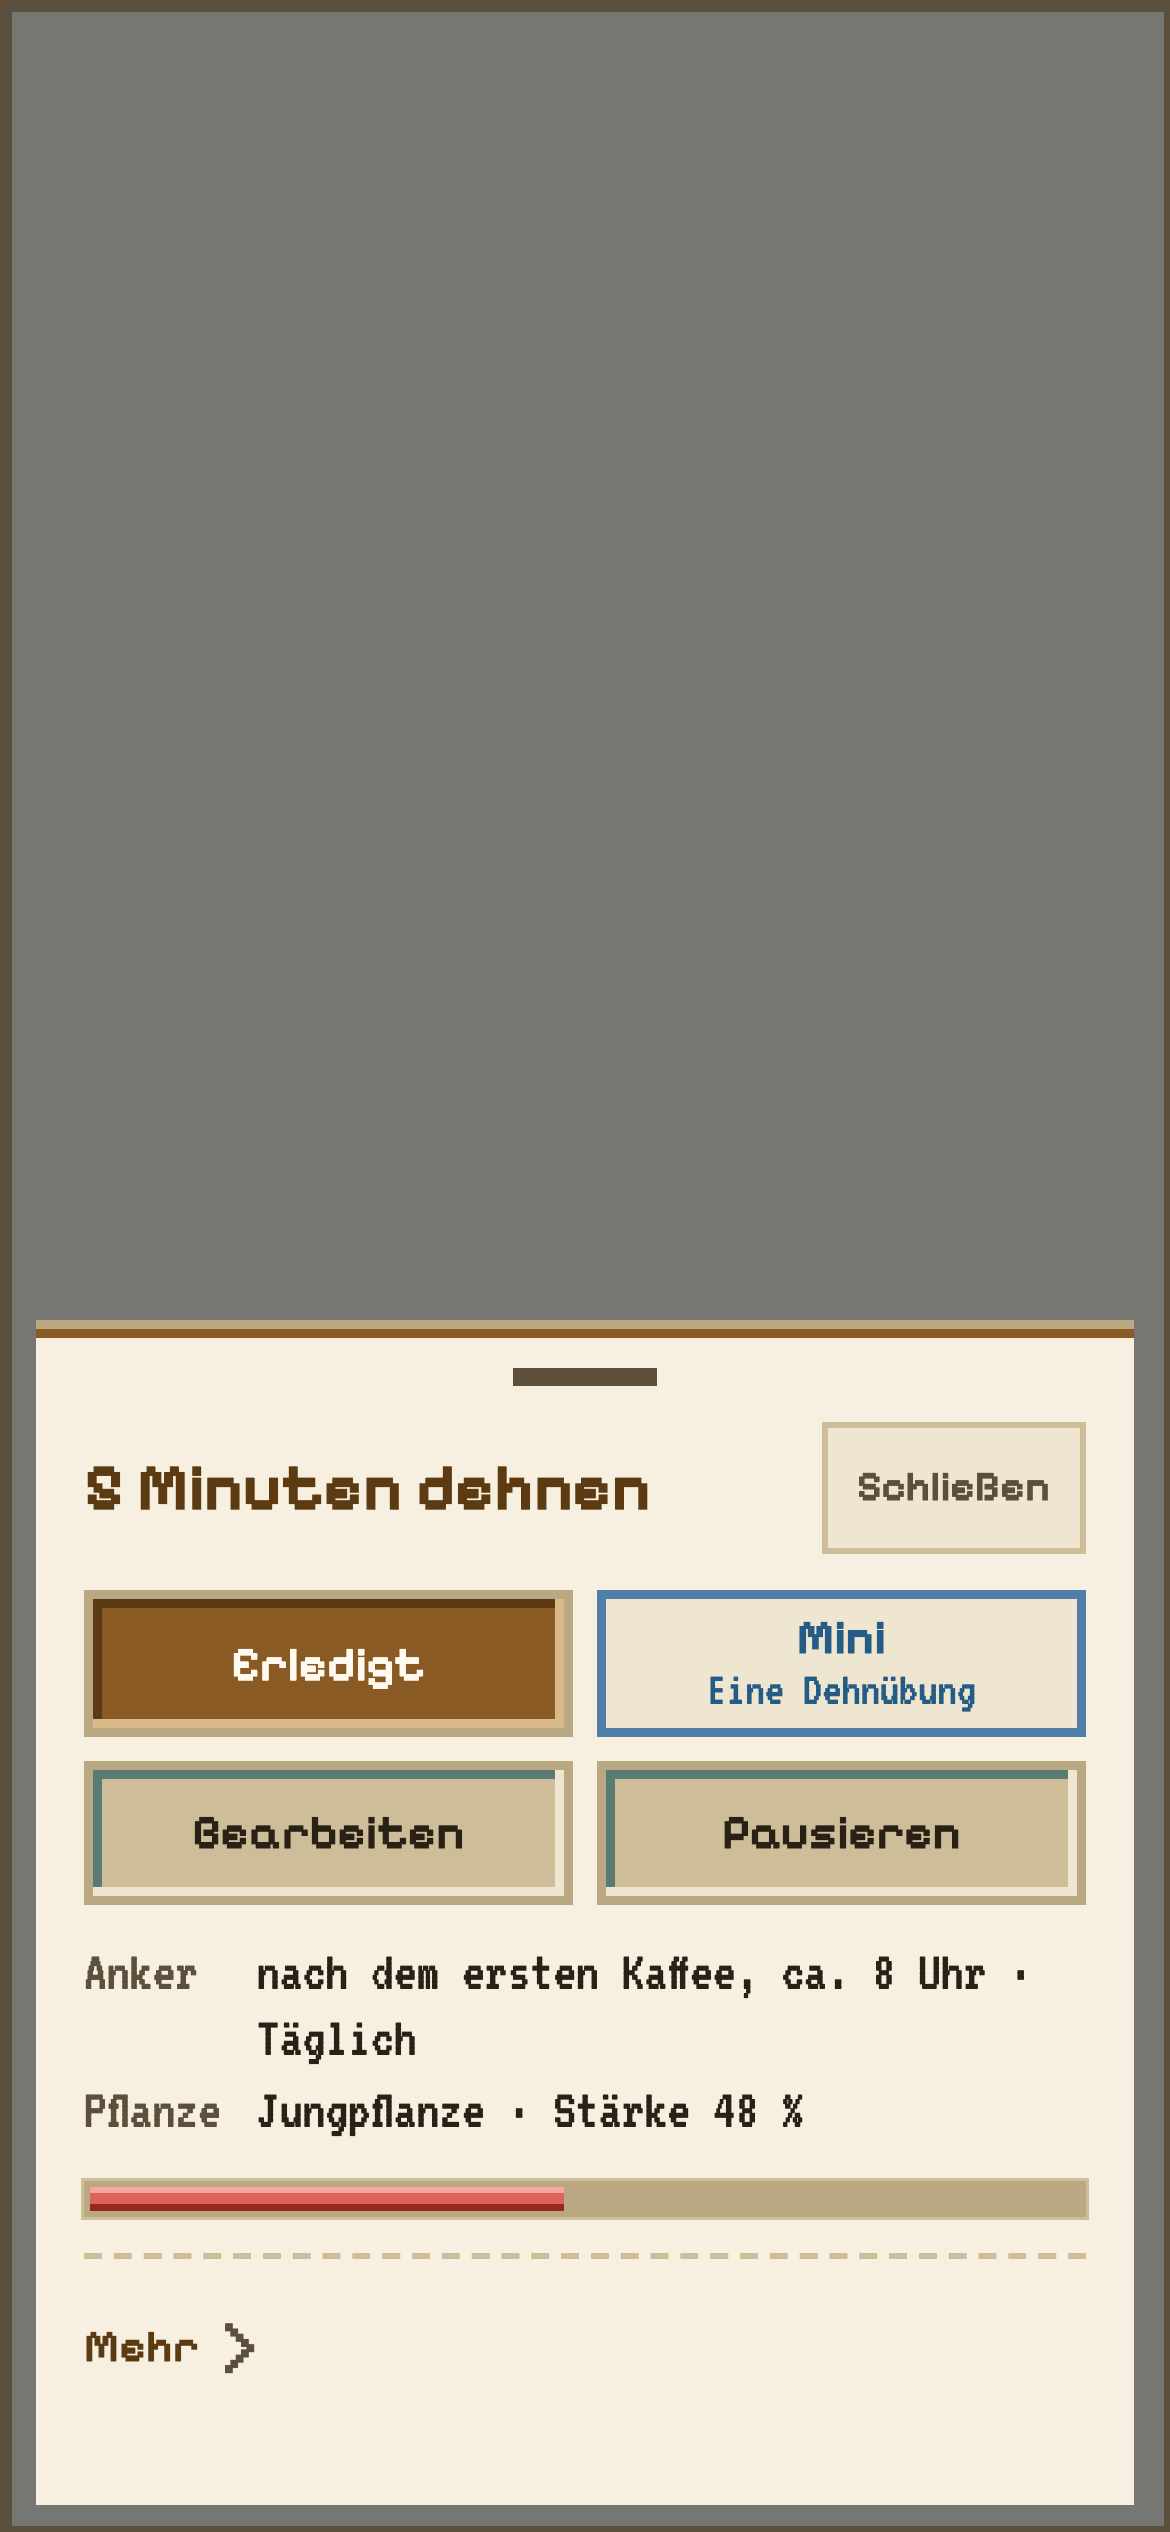 5 Minuten dehnen
Schließen
Erledigt
Mini
Eine Dehnübung
Bearbeiten
Pausieren
Anker nach dem ersten Kaffee, ca. 8 Uhr ·
Täglich
Pflanze Jungpflanze · Stärke 48 %
Mehr